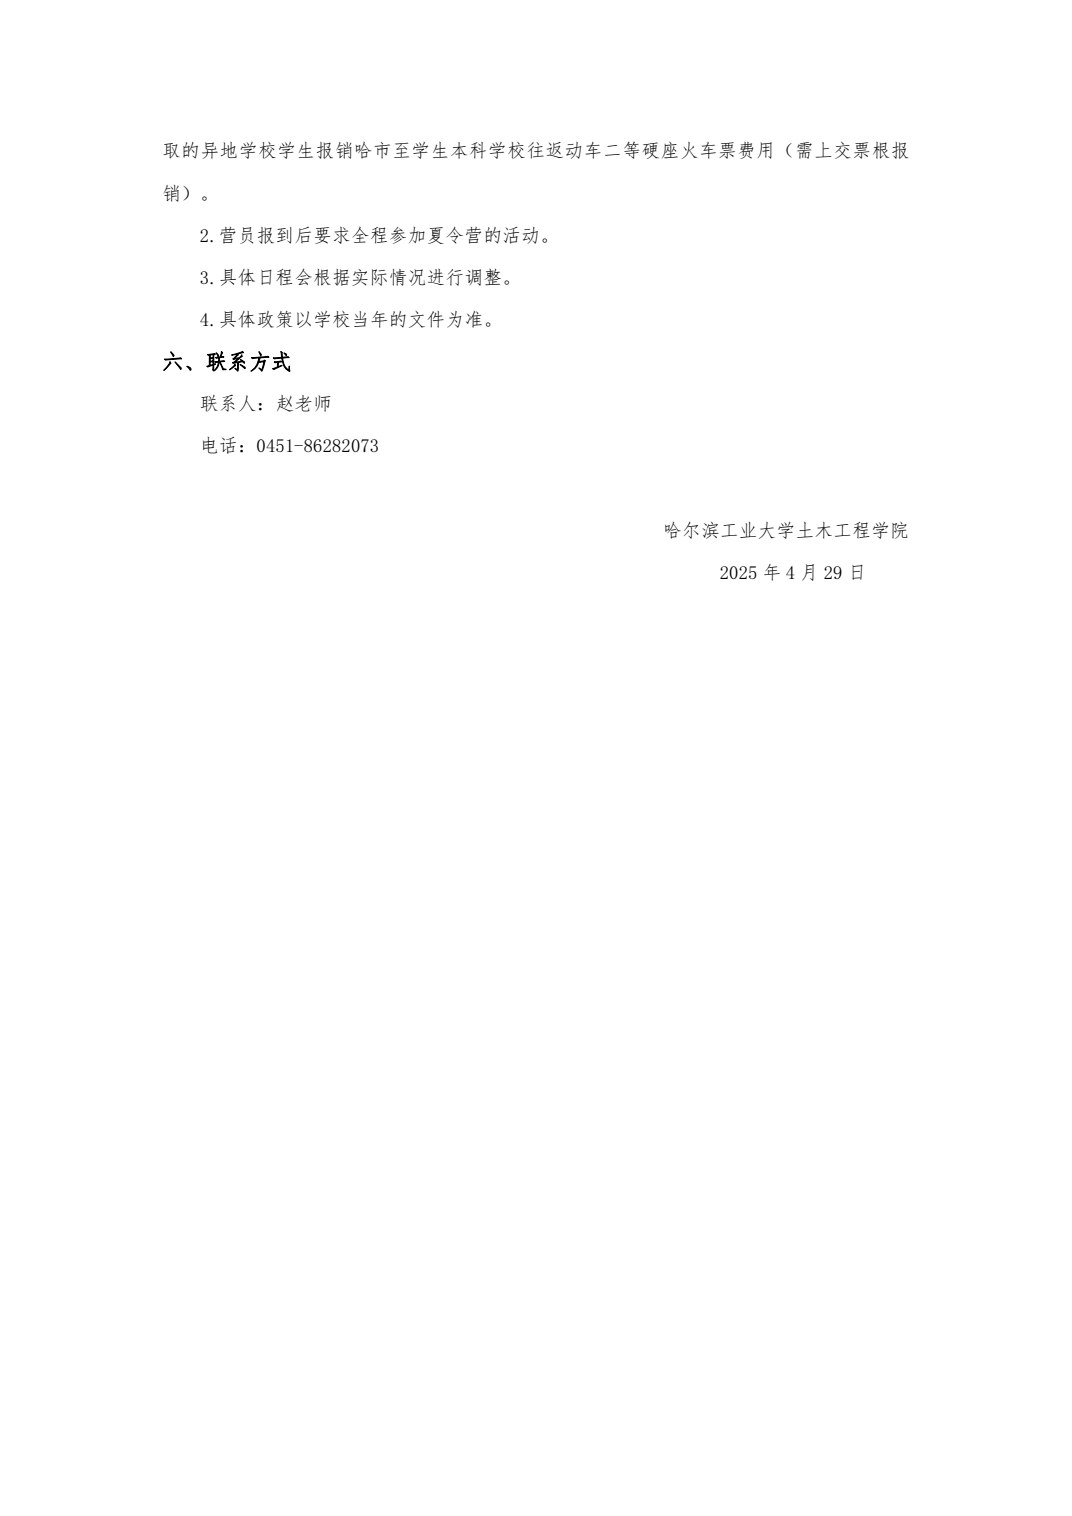 取的异地学校学生报销哈市至学生本科学校往返动车二等硬座火车票费用（需上交票根报
销）。
2.营员报到后要求全程参加夏令营的活动。
3.具体日程会根据实际情况进行调整。
4.具体政策以学校当年的文件为准。
六、联系方式
联系人：赵老师
电话：0451-86282073
哈尔滨工业大学土木工程学院
2025 年 4 月 29 日